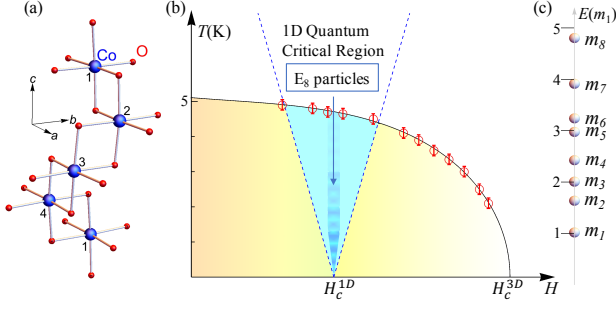 (a)
Co
O
1
2
3
4
1
c
b
a
(b)
T(K)
5
1D Quantum
Critical Region
E₈ particles
H_c^{1D}
H_c^{3D}
H
(c)
E(m₁)
5
m₈
4
m₇
m₆
3
m₅
m₄
2
m₃
m₂
1
m₁